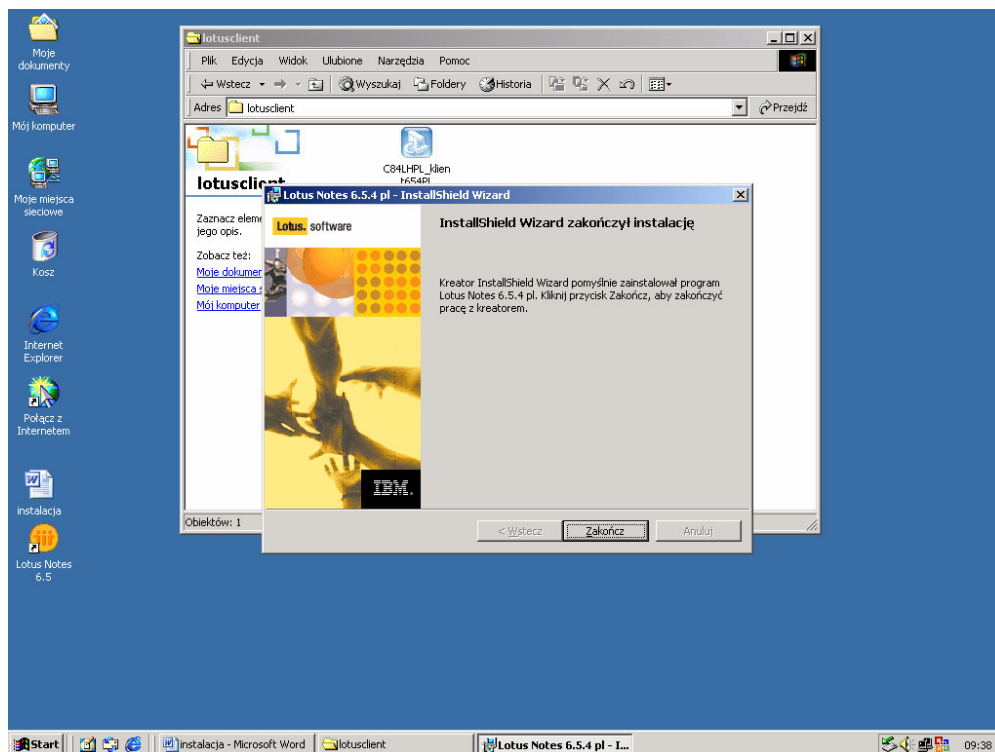 Moje
dokumenty
Mój komputer
Moje miejsca
sieciowe
Kosz
Internet
Explorer
Połącz z
Internetem
instalacja
Lotus Notes
6.5
lotusclient
Plik Edycja Widok Ulubione Narzędzia Pomoc
Wstecz Wyszukaj Foldery Historia
Adres lotusclient Przejdź
C84LHPL_klien
t654PL
lotusclient
Zaznacz eleme
jego opis.
Zobacz też:
Moje dokumen
Moje miejsca s
Mój komputer
Obiektów: 1
Lotus Notes 6.5.4 pl - InstallShield Wizard
Lotus. software
IBM.
InstallShield Wizard zakończył instalację
Kreator InstallShield Wizard pomyślnie zainstalował program
Lotus Notes 6.5.4 pl. Kliknij przycisk Zakończ, aby zakończyć
pracę z kreatorem.
< Wstecz Zakończ Anuluj
Start instalacja - Microsoft Word lotusclient Lotus Notes 6.5.4 pl - I... 09:38